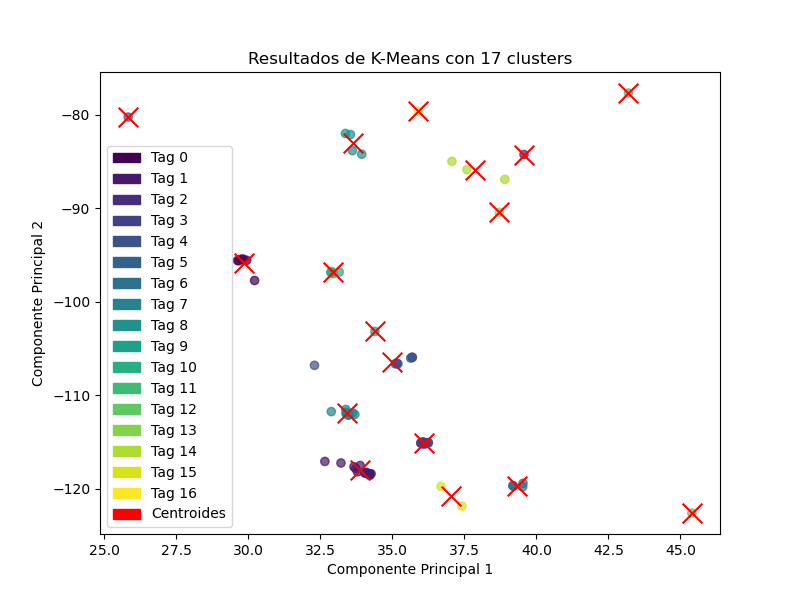 Resultados de K-Means con 17 clusters
Componente Principal 2
−80
−90
−100
−110
−120
Tag 0
Tag 1
Tag 2
Tag 3
Tag 4
Tag 5
Tag 6
Tag 7
Tag 8
Tag 9
Tag 10
Tag 11
Tag 12
Tag 13
Tag 14
Tag 15
Tag 16
Centroides
25.0 27.5 30.0 32.5 35.0 37.5 40.0 42.5 45.0
Componente Principal 1